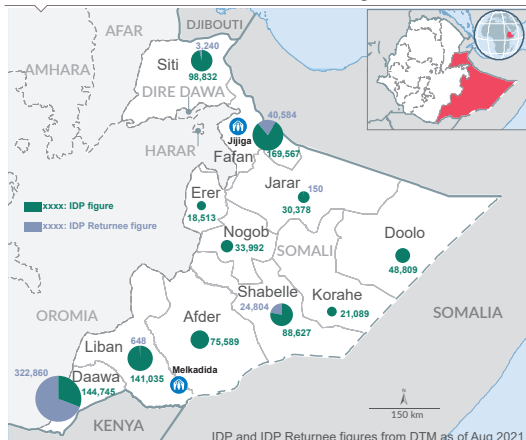 DJIBOUTI
AFAR
3,240
Siti
98,832
AMHARA
DIRE DAWA
40,584
HARAR
Jijiga
Fafan
169,567
Jarar
150
30,378
Erer
18,513
xxxx: IDP figure
xxxx: IDP Returnee figure
Nogob
33,992
SOMALI
Doolo
48,809
Shabelle
24,804
88,627
Korahe
21,089
SOMALIA
OROMIA
Afder
75,589
Liban
648
141,035
322,860
Daawa
144,745
Melkadida
KENYA
N
150 km
IDP and IDP Returnee figures from DTM as of Aug 2021